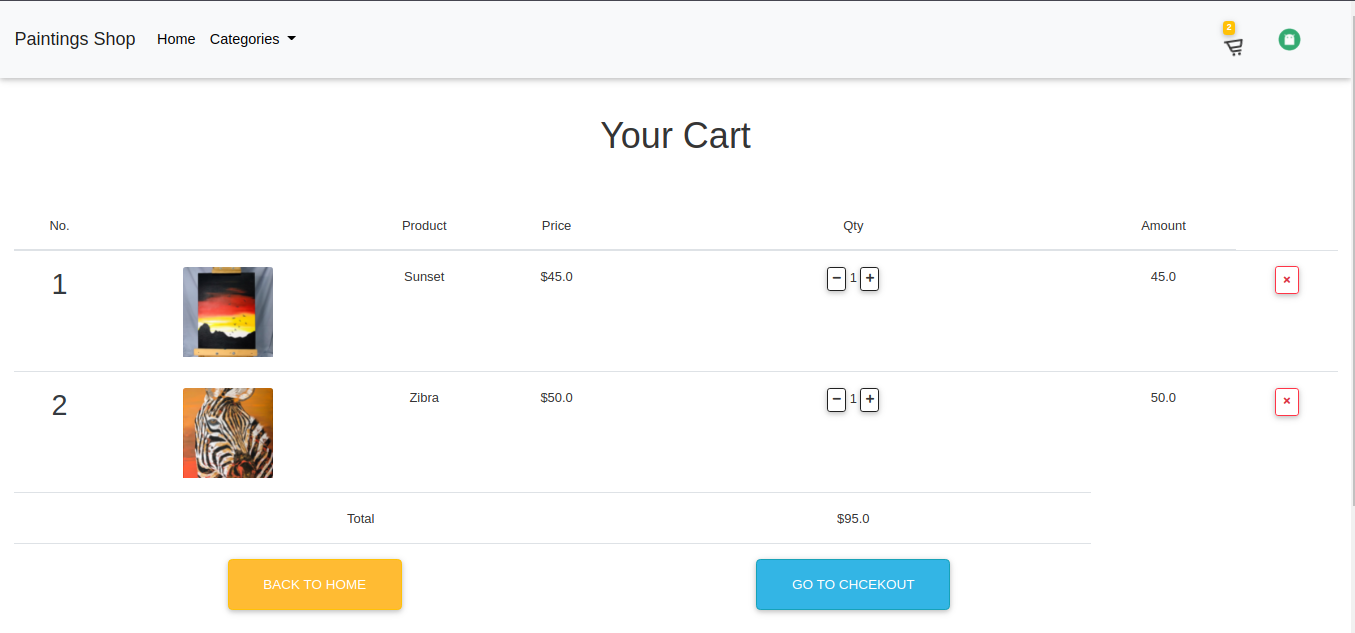 2
Paintings Shop Home Categories
Your Cart
No. Product Price Qty Amount
1 Sunset $45.0 − 1 + 45.0 ×
2 Zibra $50.0 − 1 + 50.0 ×
Total $95.0
BACK TO HOME GO TO CHCEKOUT